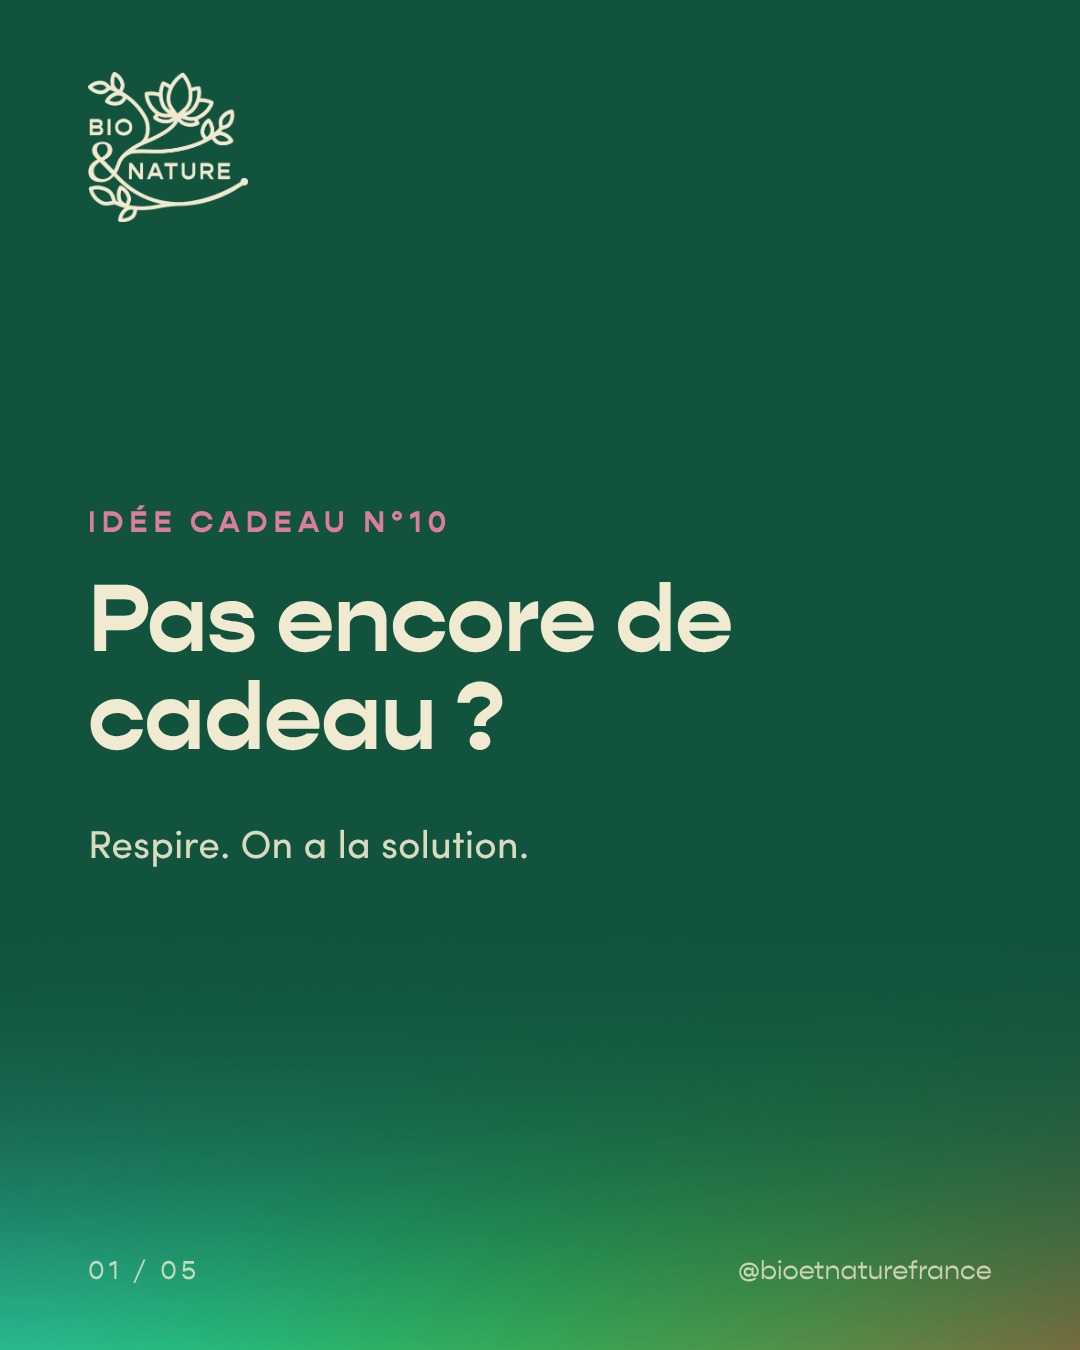 BIO
& NATURE
IDÉE CADEAU N°10
Pas encore de
cadeau ?
Respire. On a la solution.
01 / 05
@bioetnaturefrance